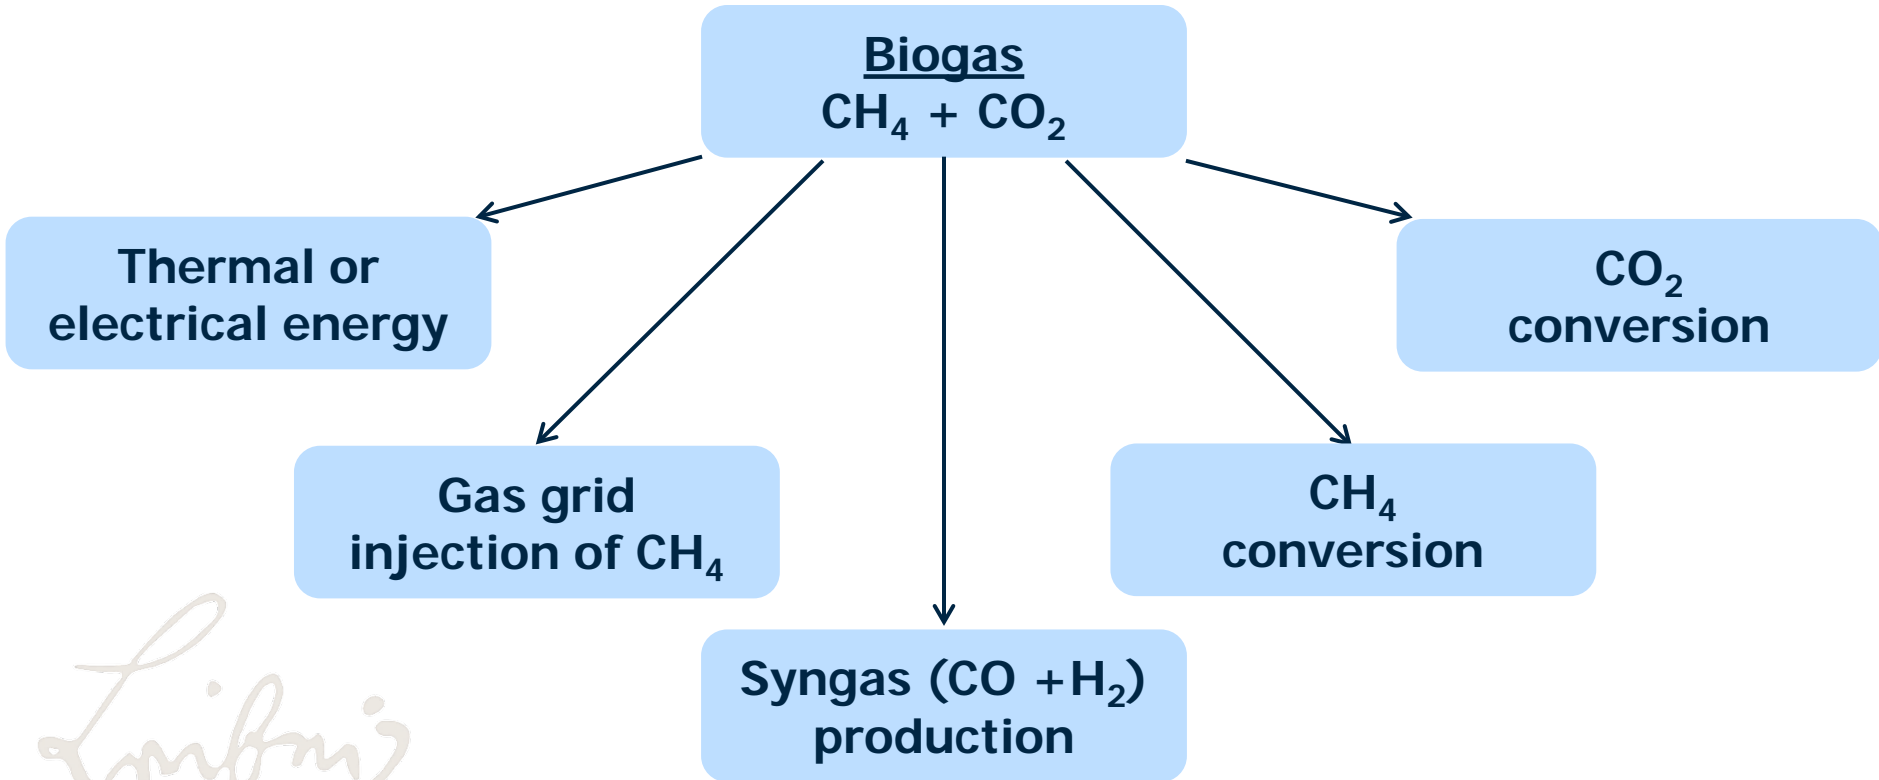 Biogas
CH₄ + CO₂
Thermal or
electrical energy
CO₂
conversion
Gas grid
injection of CH₄
CH₄
conversion
Syngas (CO +H₂)
production